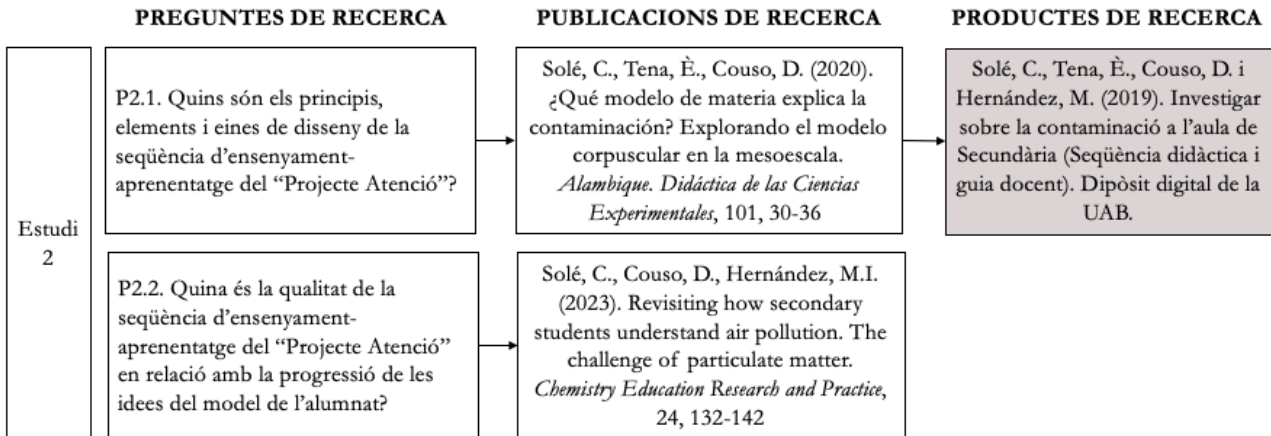 PREGUNTES DE RECERCA
PUBLICACIONS DE RECERCA
PRODUCTES DE RECERCA
Estudi
2
P2.1. Quins són els principis,
elements i eines de disseny de la
seqüència d'ensenyament-
aprenentatge del “Projecte Atenció”?
Solé, C., Tena, È., Couso, D. (2020).
¿Qué modelo de materia explica la
contaminación? Explorando el modelo
corpuscular en la mesoescala.
Alambique. Didáctica de las Ciencias
Experimentales, 101, 30-36
Solé, C., Tena, È., Couso, D. i
Hernández, M. (2019). Investigar
sobre la contaminació a l'aula de
Secundària (Seqüència didàctica i
guia docent). Dipòsit digital de la
UAB.
P2.2. Quina és la qualitat de la
seqüència d'ensenyament-
aprenentatge del “Projecte Atenció”
en relació amb la progressió de les
idees del model de l'alumnat?
Solé, C., Couso, D., Hernández, M.I.
(2023). Revisiting how secondary
students understand air pollution. The
challenge of particulate matter.
Chemistry Education Research and Practice,
24, 132-142